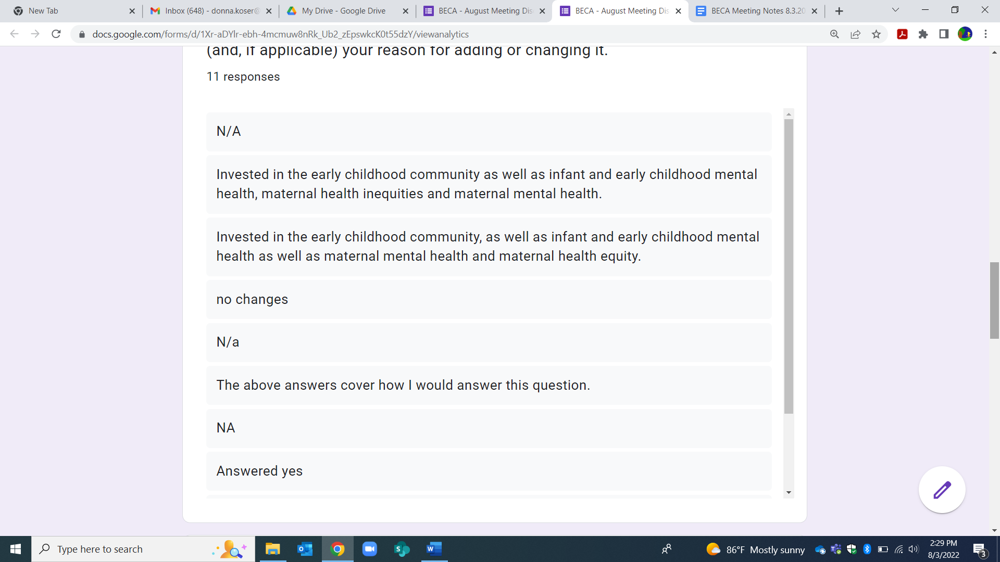 New Tab
Inbox (648) - donna.koser@
My Drive - Google Drive
BECA - August Meeting Dis
BECA - August Meeting Dis
BECA Meeting Notes 8.3.20
docs.google.com/forms/d/1Xr-aDYlr-ebh-4mcmuw8nRk_Ub2_zEpswkcK0t55dzY/viewanalytics
(and, if applicable) your reason for adding or changing it.
11 responses
N/A
Invested in the early childhood community as well as infant and early childhood mental
health, maternal health inequities and maternal mental health.
Invested in the early childhood community, as well as infant and early childhood mental
health as well as maternal mental health and maternal health equity.
no changes
N/a
The above answers cover how I would answer this question.
NA
Answered yes
Type here to search
86°F Mostly sunny
2:29 PM
8/3/2022
3